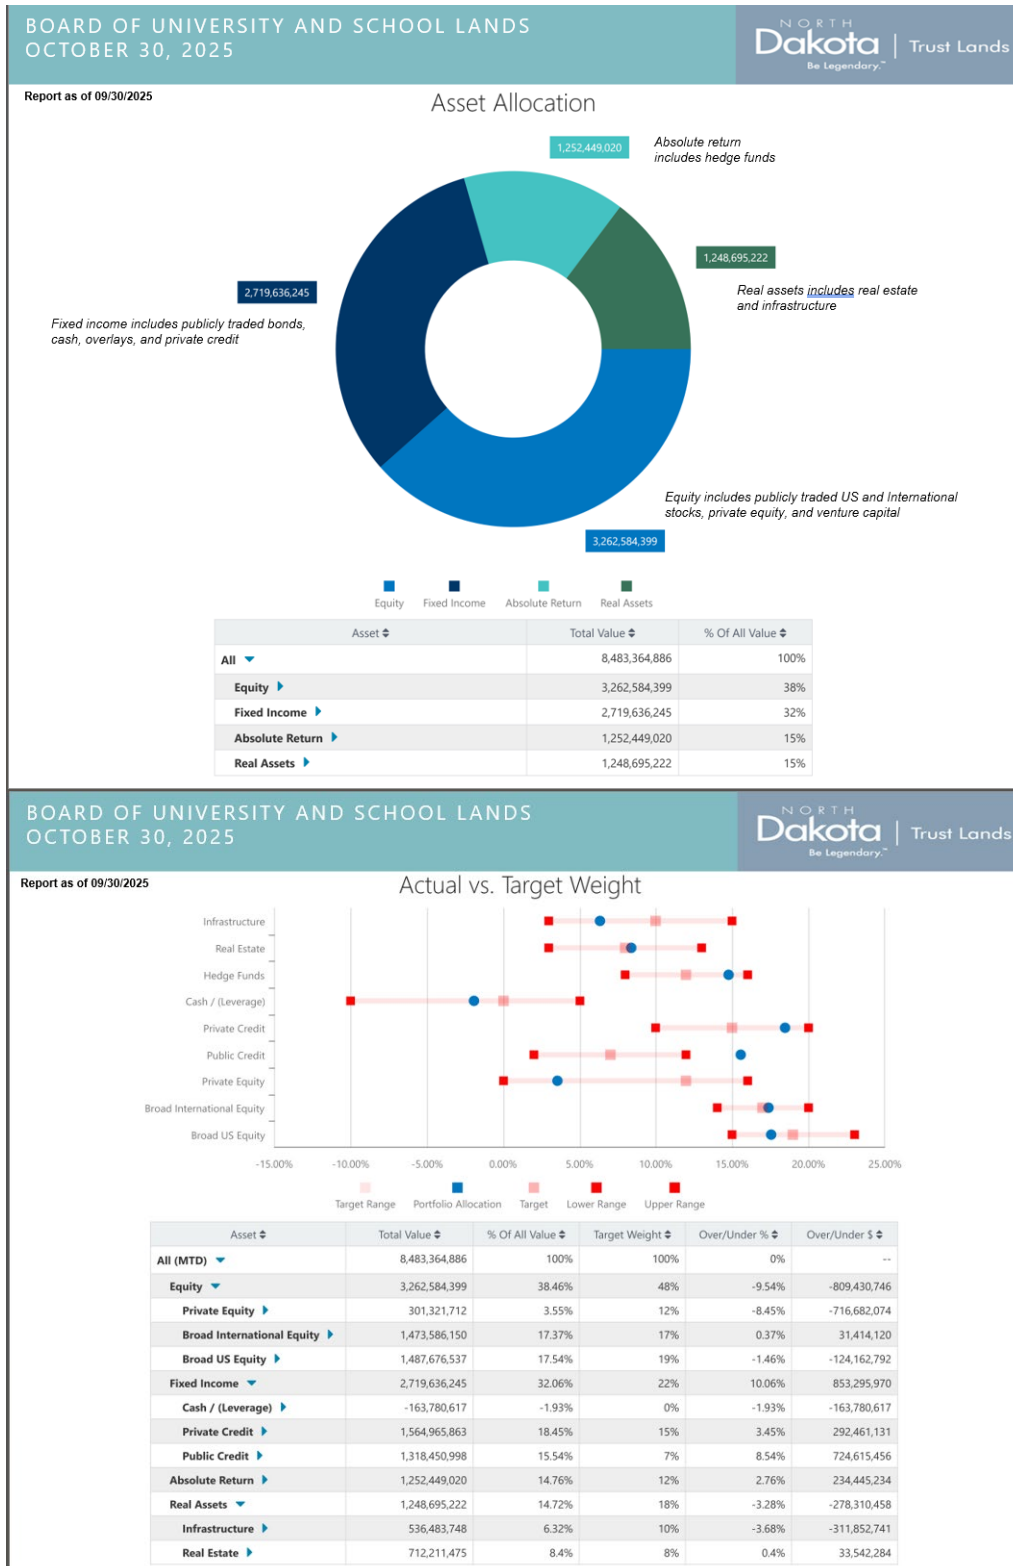 BOARD OF UNIVERSITY AND SCHOOL LANDS
OCTOBER 30, 2025
NORTH
Dakota | Trust Lands
Be Legendary.™
Report as of 09/30/2025
Asset Allocation
1,252,449,020
Absolute return
includes hedge funds
1,248,695,222
Real assets includes real estate
and infrastructure
2,719,636,245
Fixed income includes publicly traded bonds,
cash, overlays, and private credit
Equity includes publicly traded US and International
stocks, private equity, and venture capital
3,262,584,399
Equity Fixed Income Absolute Return Real Assets
Asset Total Value % Of All Value
All 8,483,364,886 100%
Equity 3,262,584,399 38%
Fixed Income 2,719,636,245 32%
Absolute Return 1,252,449,020 15%
Real Assets 1,248,695,222 15%
BOARD OF UNIVERSITY AND SCHOOL LANDS
OCTOBER 30, 2025
NORTH
Dakota | Trust Lands
Be Legendary.™
Report as of 09/30/2025
Actual vs. Target Weight
Infrastructure
Real Estate
Hedge Funds
Cash / (Leverage)
Private Credit
Public Credit
Private Equity
Broad International Equity
Broad US Equity
-15.00% -10.00% -5.00% 0.00% 5.00% 10.00% 15.00% 20.00% 25.00%
Target Range Portfolio Allocation Target Lower Range Upper Range
Asset Total Value % Of All Value Target Weight Over/Under % Over/Under $
All (MTD) 8,483,364,886 100% 100% 0% --
Equity 3,262,584,399 38.46% 48% -9.54% -809,430,746
Private Equity 301,321,712 3.55% 12% -8.45% -716,682,074
Broad International Equity 1,473,586,150 17.37% 17% 0.37% 31,414,120
Broad US Equity 1,487,676,537 17.54% 19% -1.46% -124,162,792
Fixed Income 2,719,636,245 32.06% 22% 10.06% 853,295,970
Cash / (Leverage) -163,780,617 -1.93% 0% -1.93% -163,780,617
Private Credit 1,564,965,863 18.45% 15% 3.45% 292,461,131
Public Credit 1,318,450,998 15.54% 7% 8.54% 724,615,456
Absolute Return 1,252,449,020 14.76% 12% 2.76% 234,445,234
Real Assets 1,248,695,222 14.72% 18% -3.28% -278,310,458
Infrastructure 536,483,748 6.32% 10% -3.68% -311,852,741
Real Estate 712,211,475 8.4% 8% 0.4% 33,542,284